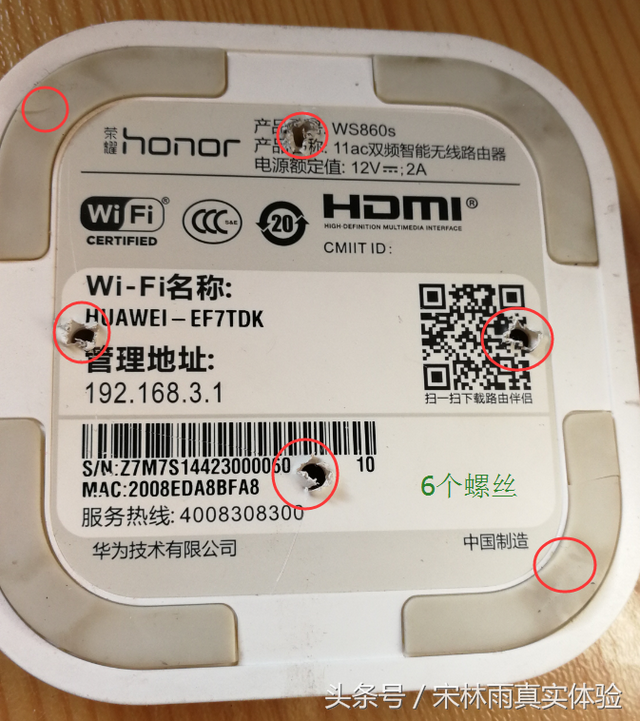 荣耀 honor
产品 WS860s
产品 称: 11ac双频智能无线路由器
电源额定值: 12V⎓; 2A
Wi Fi®
CERTIFIED
CCC S&E
20
HDMI®
HIGH-DEFINITION MULTIMEDIA INTERFACE
CMIIT ID:
Wi-Fi名称:
HUAWEI-EF7TDK
管理地址:
192.168.3.1
扫一扫下载路由伴侣
S/N:Z7M7S14423000060 10
MAC:2008EDA8BFA8
6个螺丝
服务热线: 4008308300
华为技术有限公司
中国制造
头条号 / 宋林雨真实体验